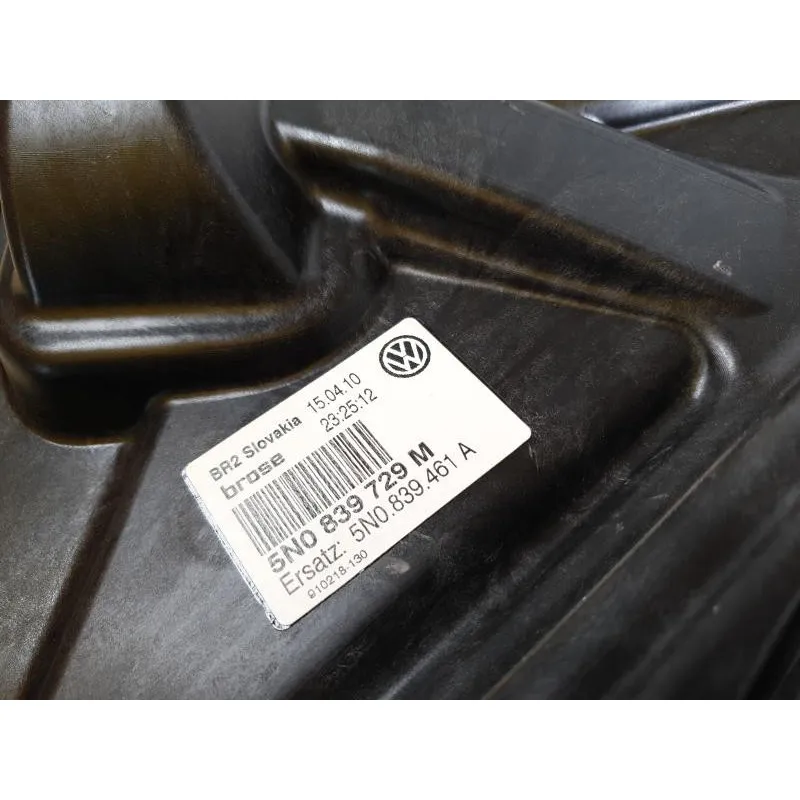 BR2 Slovakia 15.04.10
brose 23:25:12
5N0 839 729 M
Ersatz: 5N0.839.461 A
910218-130